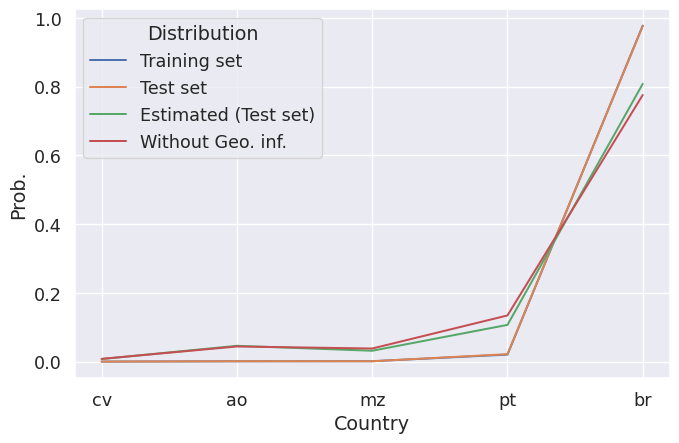 1.0
0.8
0.6
0.4
0.2
0.0
Prob.
Distribution
Training set
Test set
Estimated (Test set)
Without Geo. inf.
cv ao mz pt br
Country